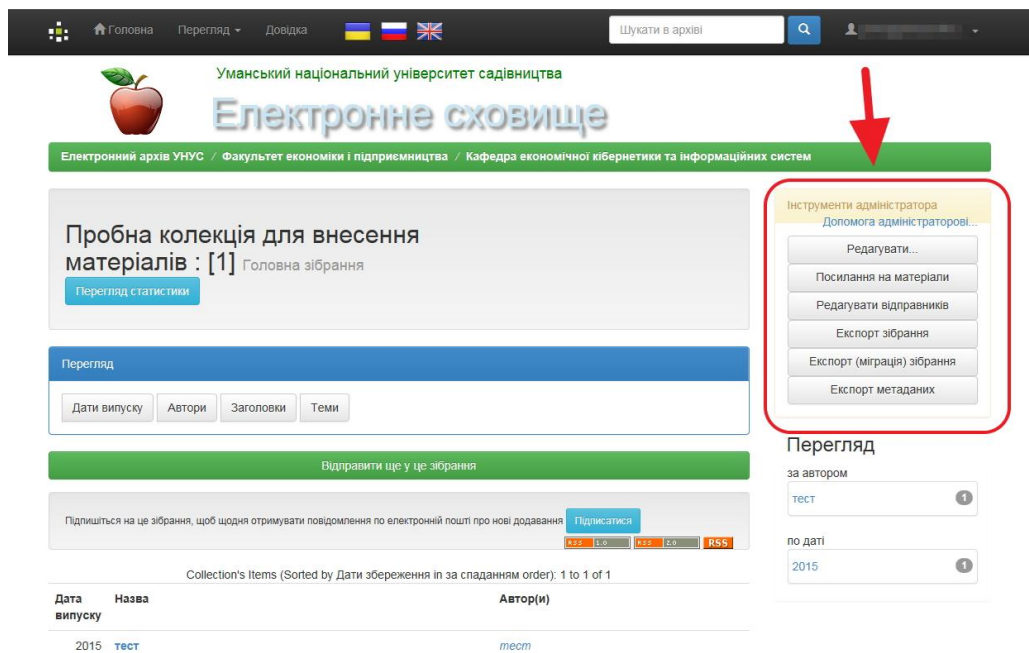 Головна Перегляд Довідка Шукати в архіві
Уманський національний університет садівництва
Електронне сховище
Електронний архів УНУС / Факультет економіки і підприємництва / Кафедра економічної кібернетики та інформаційних систем
Пробна колекція для внесення
матеріалів : [1] Головна зібрання
Перегляд статистики
Перегляд
Дати випуску Автори Заголовки Теми
Відправити ще у це зібрання
Підпишіться на це зібрання, щоб щодня отримувати повідомлення по електронній пошті про нові додавання Підписатися
RSS 1.0 RSS 2.0 RSS
Collection's Items (Sorted by Дати збереження in за спаданням order): 1 to 1 of 1
Дата Назва Автор(и)
випуску
2015 тест тест
Інструменти адміністратора
Допомога адміністраторові...
Редагувати...
Посилання на матеріали
Редагувати відправників
Експорт зібрання
Експорт (міграція) зібрання
Експорт метаданих
Перегляд
за автором
тест 1
по даті
2015 1